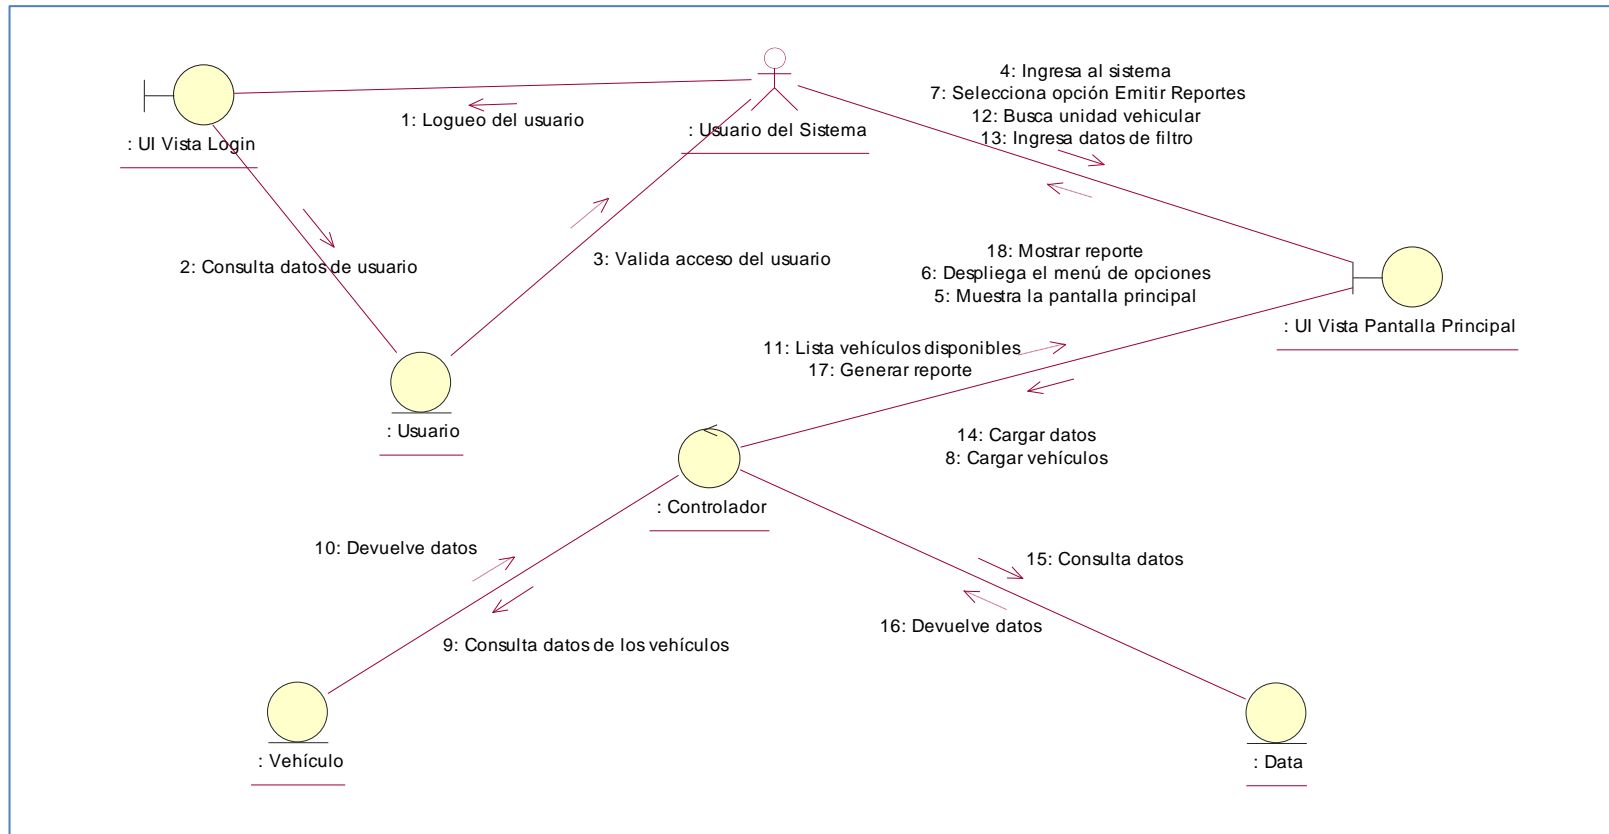 4: Ingresa al sistema
7: Selecciona opción Emitir Reportes
12: Busca unidad vehicular
13: Ingresa datos de filtro
1: Logueo del usuario
: Usuario del Sistema
: UI Vista Login
2: Consulta datos de usuario
3: Valida acceso del usuario
18: Mostrar reporte
6: Despliega el menú de opciones
5: Muestra la pantalla principal
: UI Vista Pantalla Principal
11: Lista vehículos disponibles
17: Generar reporte
: Usuario
14: Cargar datos
8: Cargar vehículos
: Controlador
10: Devuelve datos
15: Consulta datos
16: Devuelve datos
9: Consulta datos de los vehículos
: Vehículo
: Data